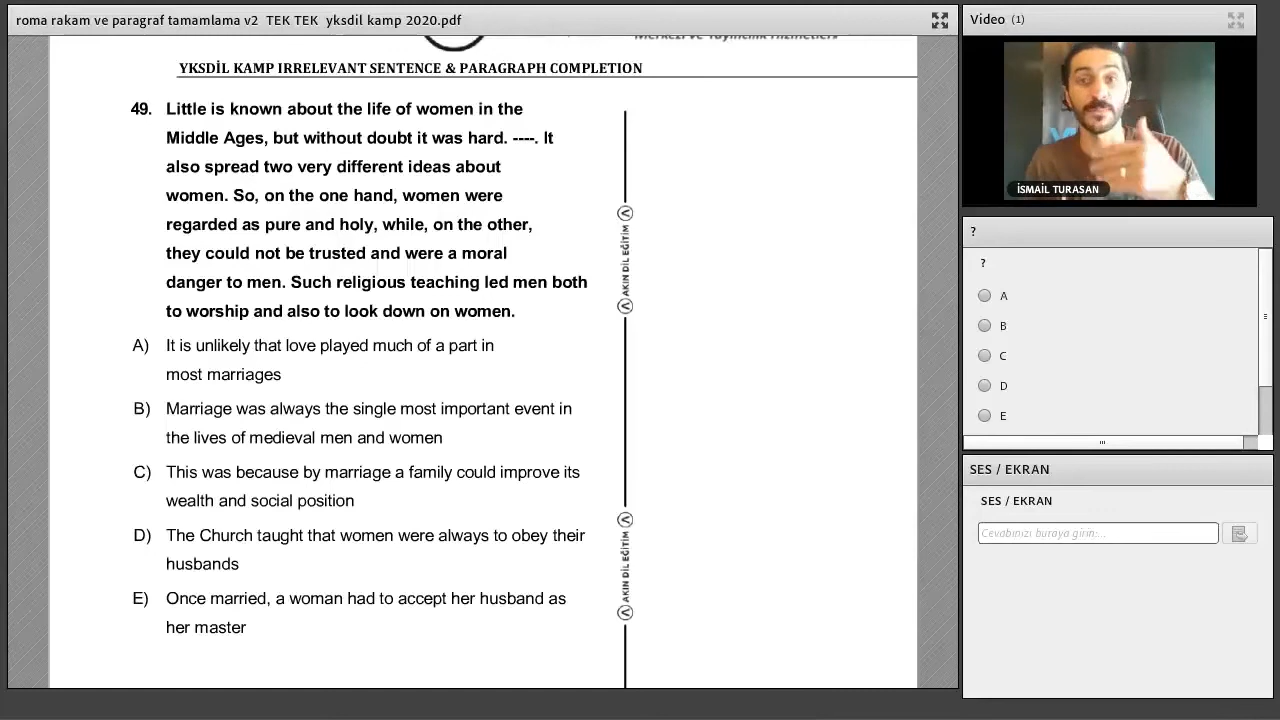 roma rakam ve paragraf tamamlama v2 TEK TEK yksdil kamp 2020.pdf
Merkezi ve Yayıncılık Hizmetleri
YKSDİL KAMP IRRELEVANT SENTENCE & PARAGRAPH COMPLETION
49. Little is known about the life of women in the
Middle Ages, but without doubt it was hard. ----. It
also spread two very different ideas about
women. So, on the one hand, women were
regarded as pure and holy, while, on the other,
they could not be trusted and were a moral
danger to men. Such religious teaching led men both
to worship and also to look down on women.
A) It is unlikely that love played much of a part in
most marriages
B) Marriage was always the single most important event in
the lives of medieval men and women
C) This was because by marriage a family could improve its
wealth and social position
D) The Church taught that women were always to obey their
husbands
E) Once married, a woman had to accept her husband as
her master
AKIN DİL EĞİTİM
AKIN DİL EĞİTİM
Video (1)
İSMAİL TURASAN
?
?
A
B
C
D
E
SES / EKRAN
SES / EKRAN
Cevabınızı buraya girin:...